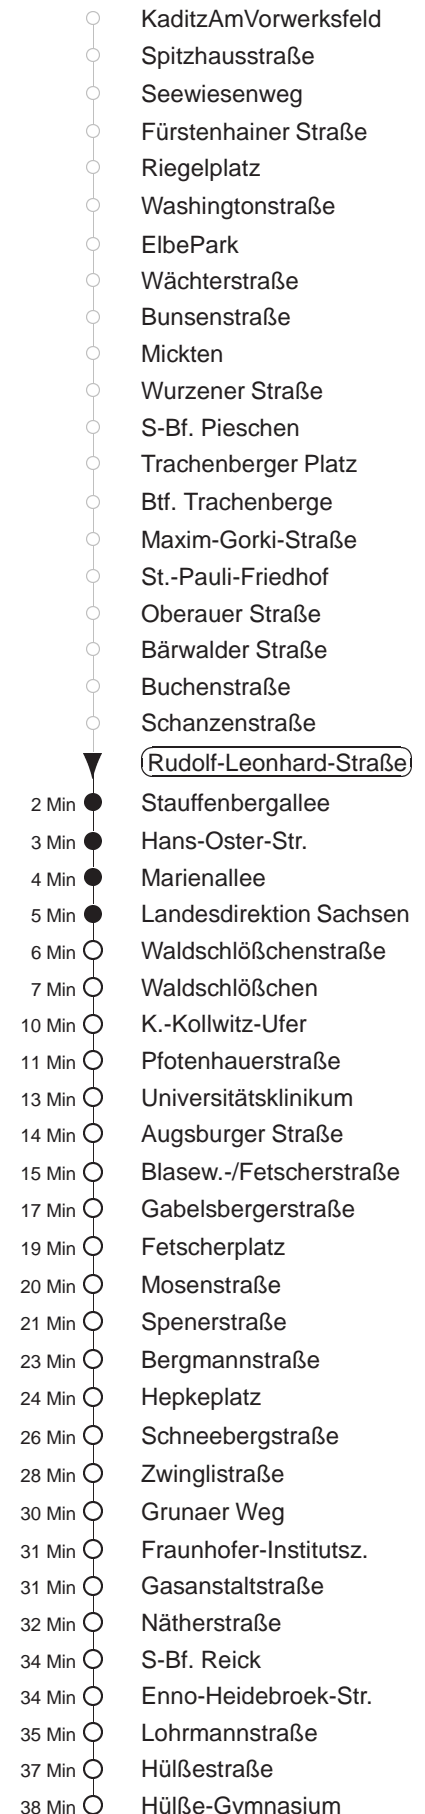 KaditzAmVorwerksfeld
Spitzhausstraße
Seewiesenweg
Fürstenhainer Straße
Riegelplatz
Washingtonstraße
ElbePark
Wächterstraße
Bunsenstraße
Mickten
Wurzener Straße
S-Bf. Pieschen
Trachenberger Platz
Btf. Trachenberge
Maxim-Gorki-Straße
St.-Pauli-Friedhof
Oberauer Straße
Bärwalder Straße
Buchenstraße
Schanzenstraße
Rudolf-Leonhard-Straße
2 Min Stauffenbergallee
3 Min Hans-Oster-Str.
4 Min Marienallee
5 Min Landesdirektion Sachsen
6 Min Waldschlößchenstraße
7 Min Waldschlößchen
10 Min K.-Kollwitz-Ufer
11 Min Pfotenhauerstraße
13 Min Universitätsklinikum
14 Min Augsburger Straße
15 Min Blasew.-/Fetscherstraße
17 Min Gabelsbergerstraße
19 Min Fetscherplatz
20 Min Mosenstraße
21 Min Spenerstraße
23 Min Bergmannstraße
24 Min Hepkeplatz
26 Min Schneebergstraße
28 Min Zwinglistraße
30 Min Grunaer Weg
31 Min Fraunhofer-Institutsz.
31 Min Gasanstaltstraße
32 Min Nätherstraße
34 Min S-Bf. Reick
34 Min Enno-Heidebroek-Str.
35 Min Lohrmannstraße
37 Min Hülßestraße
38 Min Hülße-Gymnasium